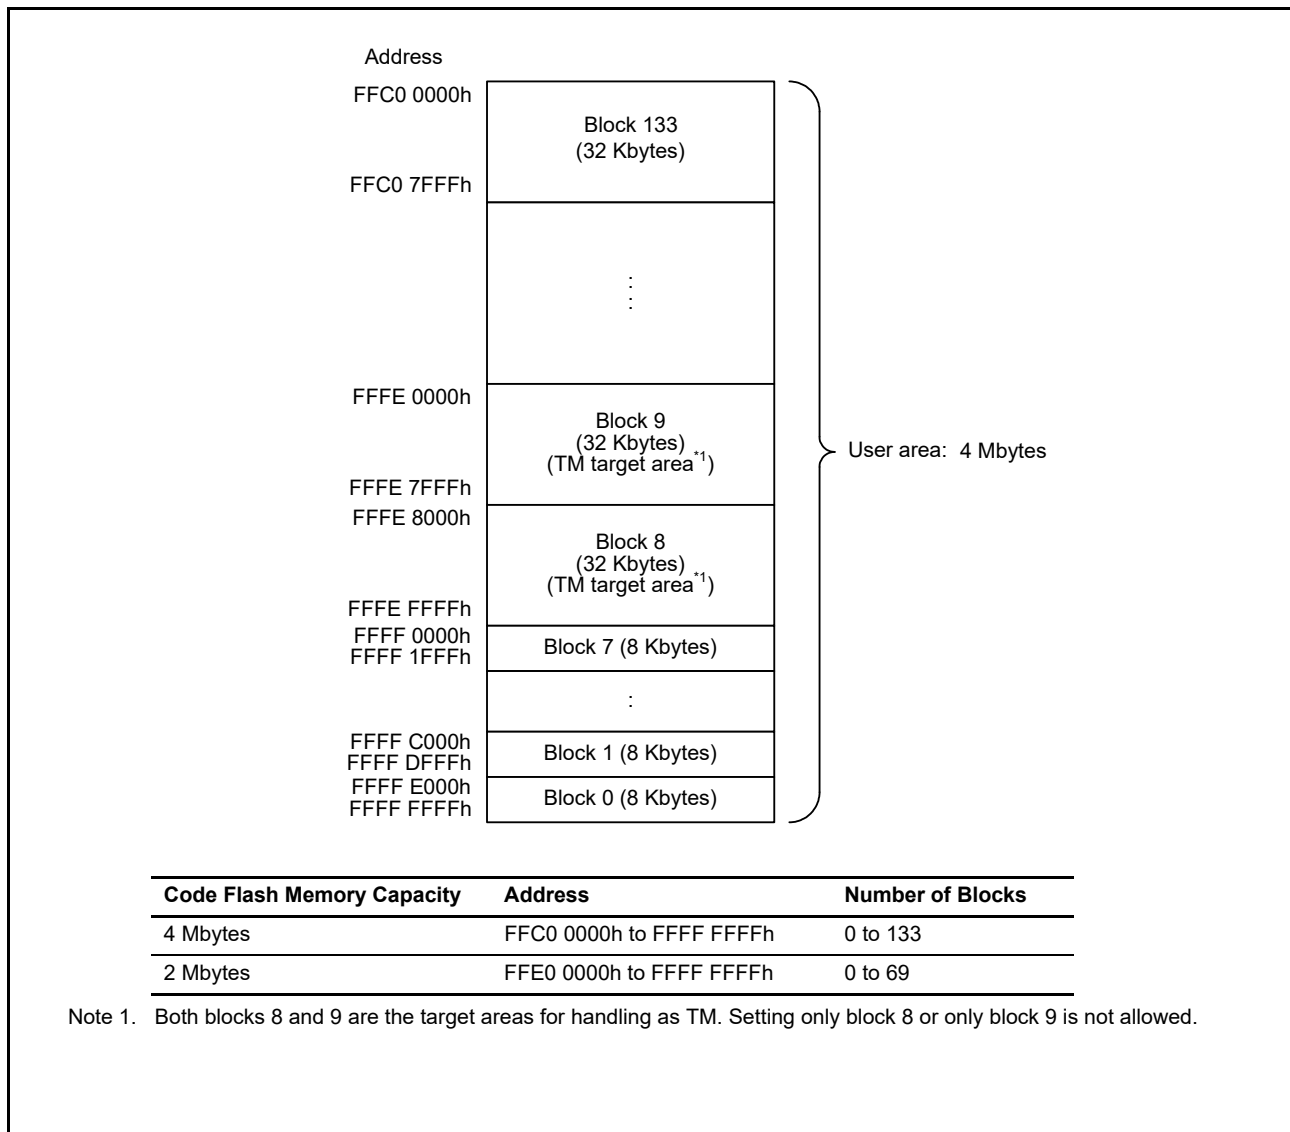 Address
FFC0 0000h
Block 133
(32 Kbytes)
FFC0 7FFFh
:
:
FFFE 0000h
Block 9
(32 Kbytes)
(TM target area*1)
FFFE 7FFFh
User area: 4 Mbytes
FFFE 8000h
Block 8
(32 Kbytes)
(TM target area*1)
FFFE FFFFh
FFFF 0000h
Block 7 (8 Kbytes)
FFFF 1FFFh
:
FFFF C000h
Block 1 (8 Kbytes)
FFFF DFFFh
FFFF E000h
Block 0 (8 Kbytes)
FFFF FFFFh
Code Flash Memory Capacity Address Number of Blocks
4 Mbytes FFC0 0000h to FFFF FFFFh 0 to 133
2 Mbytes FFE0 0000h to FFFF FFFFh 0 to 69
Note 1. Both blocks 8 and 9 are the target areas for handling as TM. Setting only block 8 or only block 9 is not allowed.